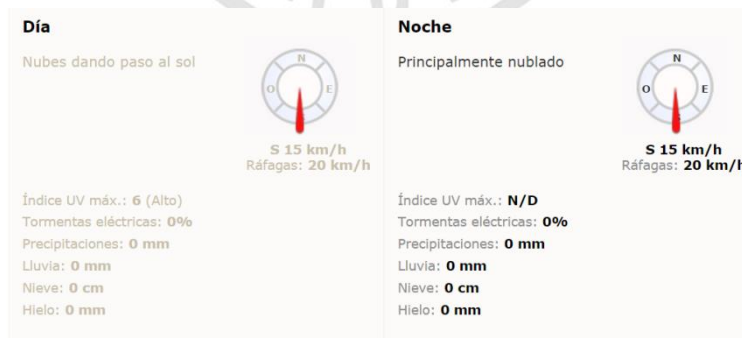 Día
Nubes dando paso al sol
N
O
E
S 15 km/h
Ráfagas: 20 km/h
Índice UV máx.: 6 (Alto)
Tormentas eléctricas: 0%
Precipitaciones: 0 mm
Lluvia: 0 mm
Nieve: 0 cm
Hielo: 0 mm
Noche
Principalmente nublado
N
O
E
S 15 km/h
Ráfagas: 20 km/h
Índice UV máx.: N/D
Tormentas eléctricas: 0%
Precipitaciones: 0 mm
Lluvia: 0 mm
Nieve: 0 cm
Hielo: 0 mm